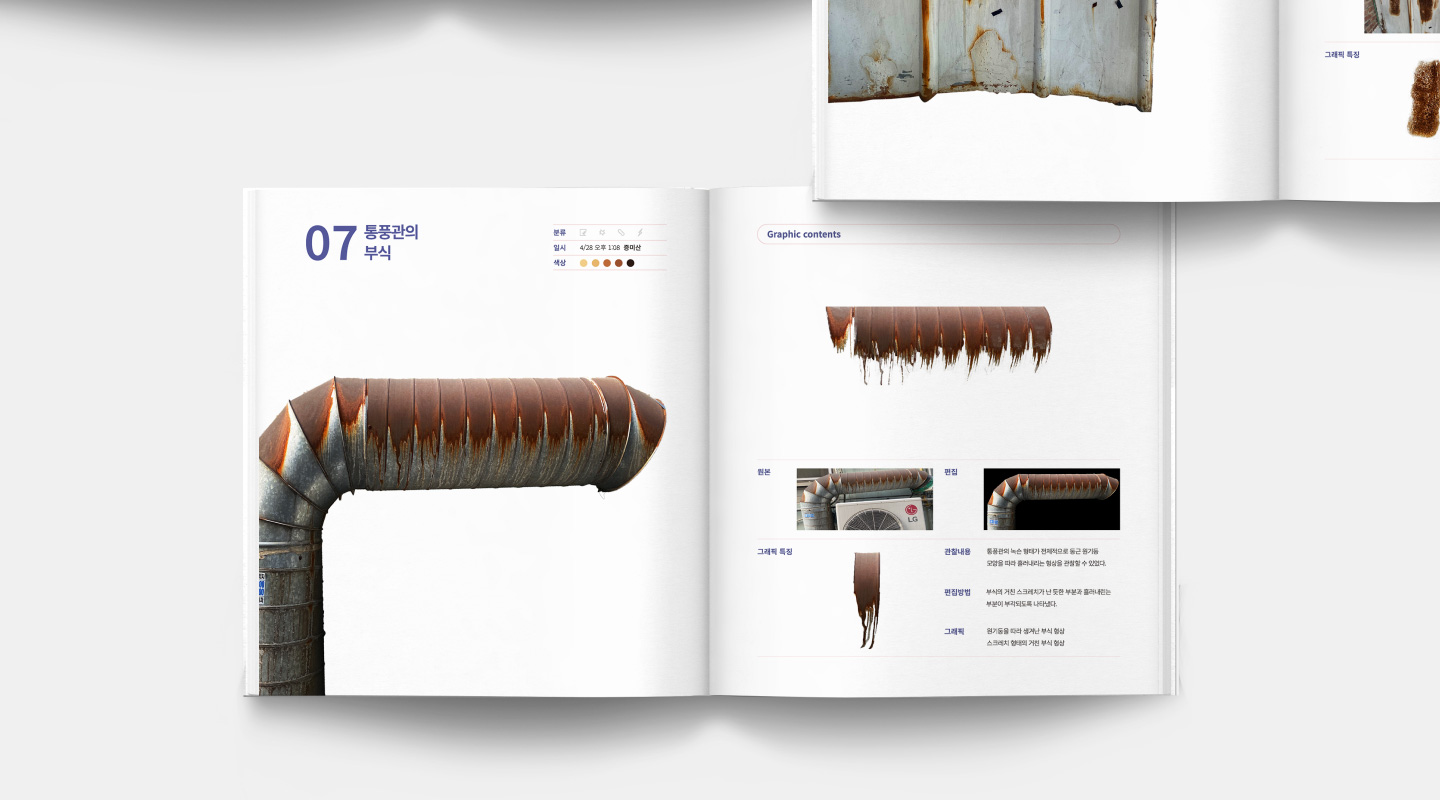 그래픽 특징
07 통풍관의
부식
분류
일시 4/28 오후 1:08 증미산
색상
Graphic contents
원본
편집
LG
그래픽 특징
관찰내용 통풍관의 녹슨 형태가 전체적으로 둥근 원기둥
모양을 따라 흘러내리는 형상을 관찰할 수 있었다.
편집방법 부식의 거친 스크레치가 난 듯한 부분과 흘러내리는
부분이 부각되도록 나타냈다.
그래픽 원기둥을 따라 생겨난 부식 형상
스크레치 형태의 거친 부식 형상